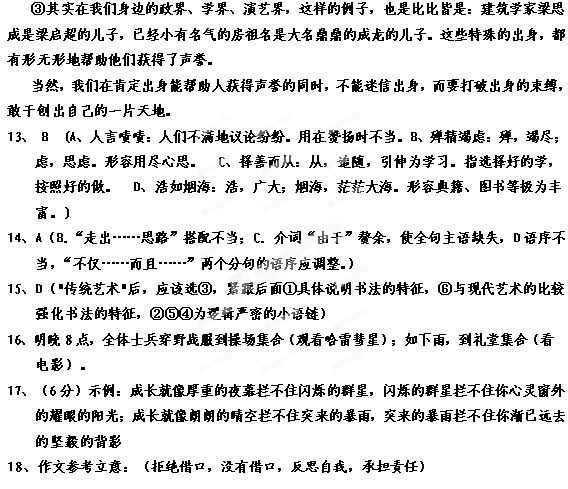 ③其实在我们身边的政界、学界、演艺界，这样的例子，也是比比皆是：建筑学家梁思
成是梁启超的儿子，已经小有名气的房祖名是大名鼎鼎的成龙的儿子。这些特殊的出身，都
有形无形地帮助他们获得了声誉。
当然，我们在肯定出身能帮助人获得声誉的同时，不能迷信出身，而要打破出身的束缚，
敢于创出自己的一片天地。
13、 B （A、人言啧啧：人们不满地议论纷纷。用在赞扬时不当。B、殚精竭虑：殚，竭尽；
虑，思虑。形容用尽心思。 C、择善而从：从，追随，引伸为学习。指选择好的学，
按照好的做。 D、浩如烟海：浩，广大；烟海，茫茫大海。形容典籍、图书等极为丰
富。）
14、A（B.“走出……思路”搭配不当；C. 介词“由于”赘余，使全句主语缺失，D 语序不
当，“不仅……而且……”两个分句的语序应调整。）
15、D（"传统艺术"后，应该选③，紧跟后面①具体说明书法的特征，⑥与现代艺术的比较
强化书法的特征，②⑤④为逻辑严密的小语链）
16、明晚 8 点，全体士兵穿野战服到操场集合（观看哈雷彗星）；如下雨，到礼堂集合（看
电影）。
17、（6 分）示例：成长就像厚重的夜幕拦不住闪烁的群星，闪烁的群星拦不住你心灵窗外
的耀眼的阳光；成长就像朗朗的晴空拦不住突来的暴雨，突来的暴雨拦不住你渐已远去
的坚毅的背影
18、作文参考立意：（拒绝借口，没有借口，反思自我，承担责任）